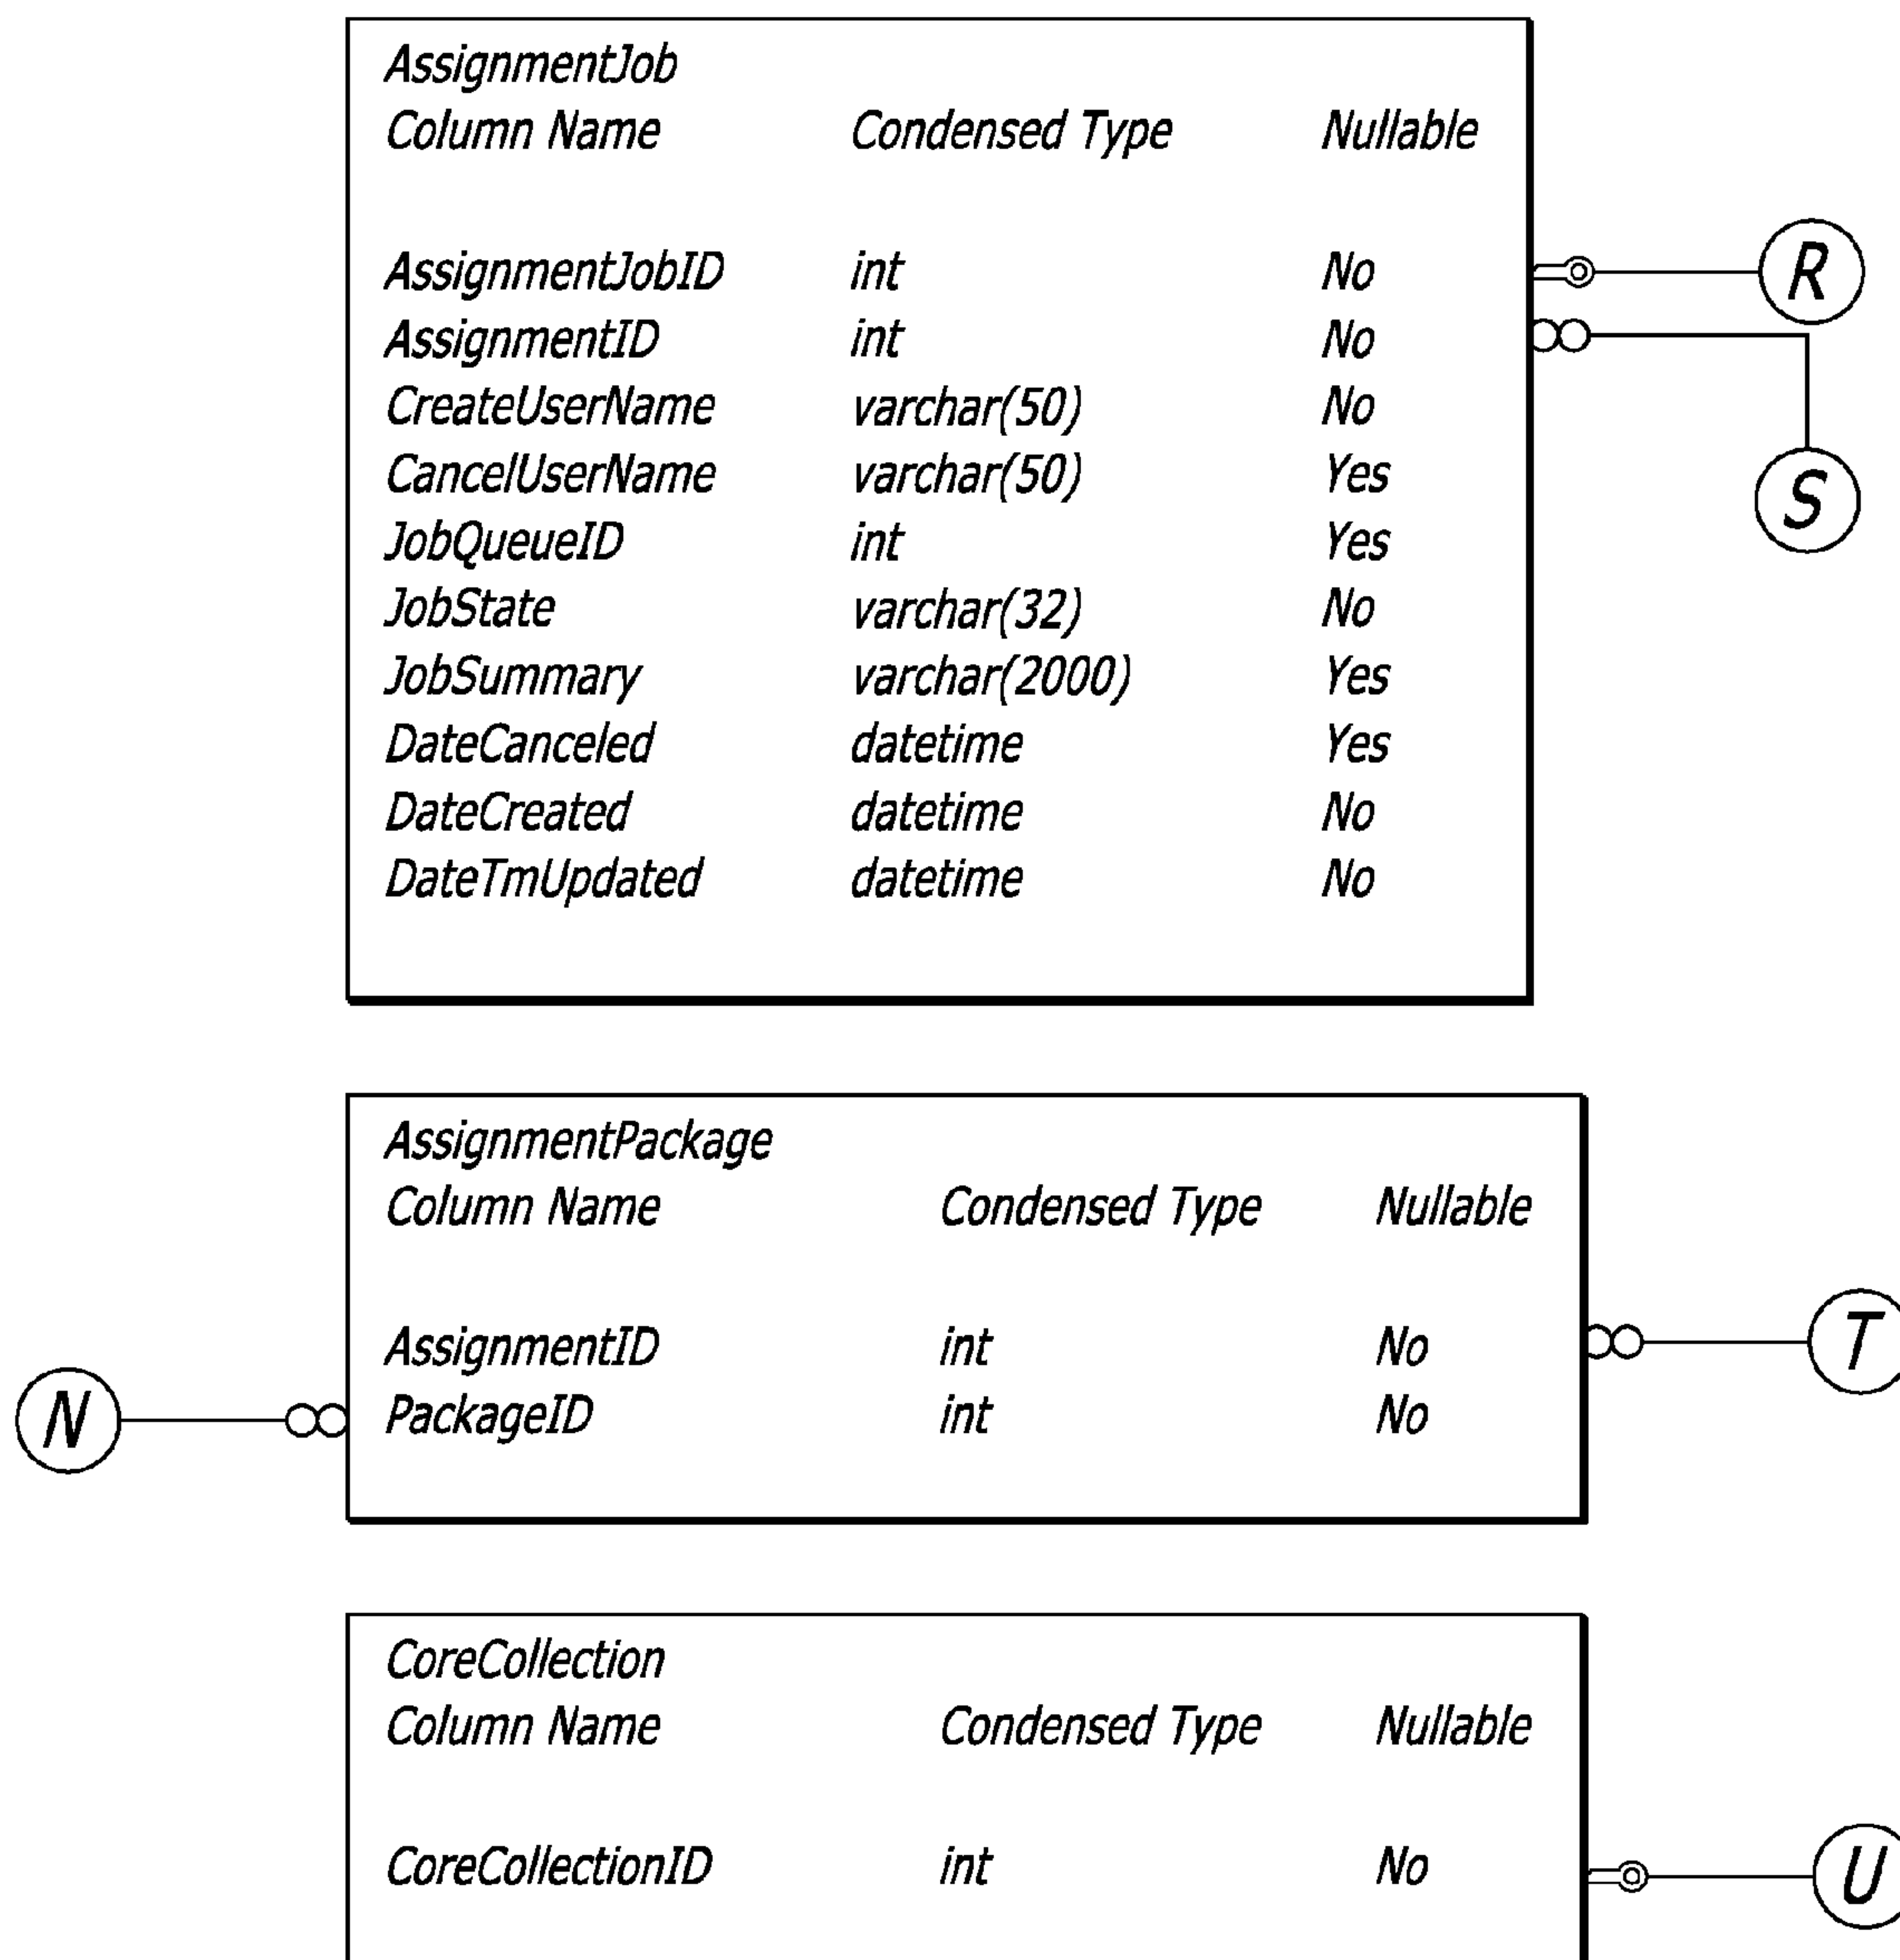 AssignmentJob
Column Name Condensed Type Nullable
AssignmentJobID int No R
AssignmentID int No
CreateUserName varchar(50) No
CancelUserName varchar(50) Yes S
JobQueueID int Yes
JobState varchar(32) No
JobSummary varchar(2000) Yes
DateCanceled datetime Yes
DateCreated datetime No
DateTmUpdated datetime No
AssignmentPackage
Column Name Condensed Type Nullable
AssignmentID int No T
N PackageID int No
CoreCollection
Column Name Condensed Type Nullable
CoreCollectionID int No U